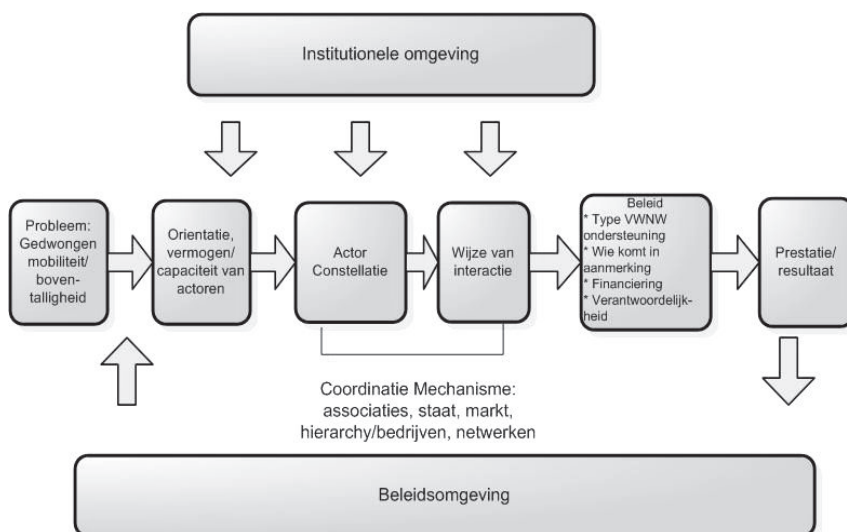 Institutionele omgeving
Probleem:
Gedwongen
mobiliteit/
boven-
talligheid
Orientatie,
vermogen/
capaciteit van
actoren
Actor
Constellatie
Wijze van
interactie
Beleid
* Type VWNW
ondersteuning
* Wie komt in
aanmerking
* Financiering
* Verantwoordelijk-
heid
Prestatie/
resultaat
Coordinatie Mechanisme:
associaties, staat, markt,
hierarchy/bedrijven, netwerken
Beleidsomgeving